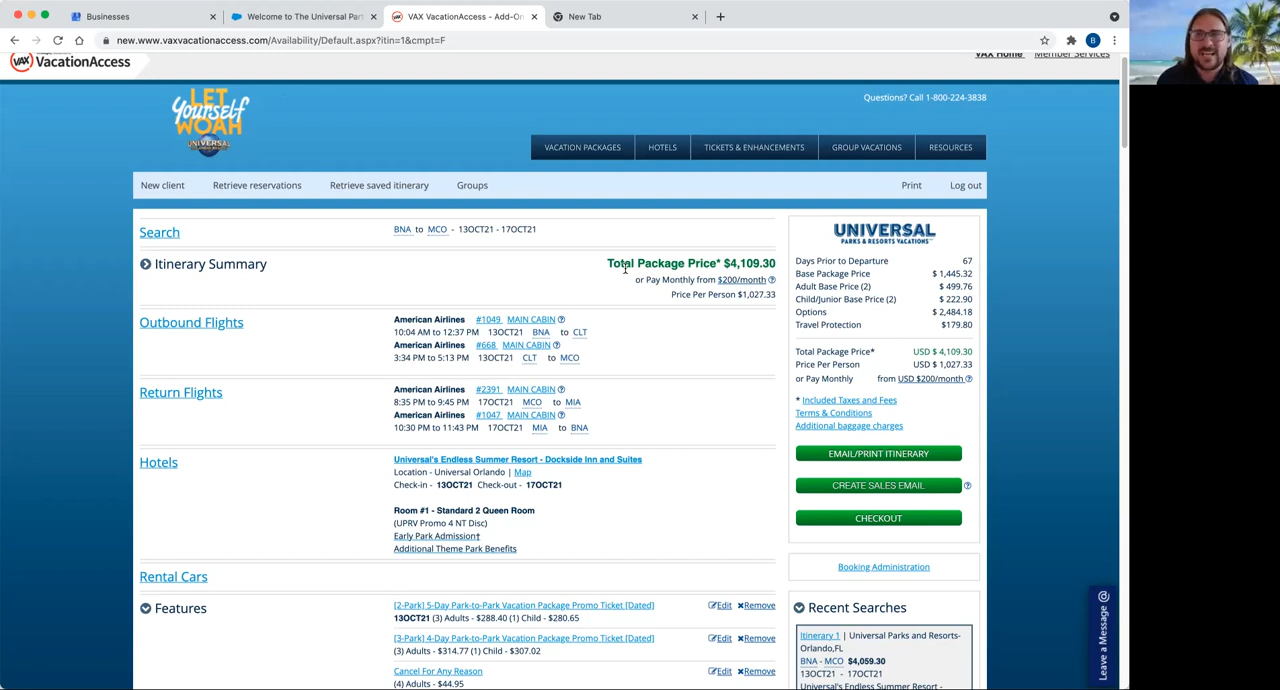 Businesses
Welcome to The Universal Par
VAX VacationAccess - Add-On
New Tab
new.vaxvacationaccess.com/Availability/Default.aspx?itin=1&cmpt=F
B
VAX VacationAccess
VAX Home
Member Services
LET Yourself WOAH
UNIVERSAL
Questions? Call 1-800-224-3838
VACATION PACKAGES
HOTELS
TICKETS & ENHANCEMENTS
GROUP VACATIONS
RESOURCES
New client
Retrieve reservations
Retrieve saved itinerary
Groups
Print
Log out
Search
BNA to MCO - 13OCT21 - 17OCT21
Itinerary Summary
Total Package Price* $4,109.30
or Pay Monthly from $200/month
Price Per Person $1,027.33
Outbound Flights
American Airlines #1049 MAIN CABIN
10:04 AM to 12:37 PM 13OCT21 BNA to CLT
American Airlines #668 MAIN CABIN
3:34 PM to 5:13 PM 13OCT21 CLT to MCO
Return Flights
American Airlines #2391 MAIN CABIN
8:35 PM to 9:45 PM 17OCT21 MCO to MIA
American Airlines #1047 MAIN CABIN
10:30 PM to 11:43 PM 17OCT21 MIA to BNA
Hotels
Universal's Endless Summer Resort - Dockside Inn and Suites
Location - Universal Orlando | Map
Check-in - 13OCT21 Check-out - 17OCT21
Room #1 - Standard 2 Queen Room
(UPRV Promo 4 NT Disc)
Early Park Admission‡
Additional Theme Park Benefits
Rental Cars
Features
[2-Park] 5-Day Park-to-Park Vacation Package Promo Ticket [Dated]
Edit Remove
13OCT21 (3) Adults - $288.40 (1) Child - $280.65
[3-Park] 4-Day Park-to-Park Vacation Package Promo Ticket [Dated]
Edit Remove
(3) Adults - $314.77 (1) Child - $307.02
Cancel For Any Reason
Edit Remove
(4) Adults - $44.95
UNIVERSAL
PARKS & RESORTS VACATIONS
Days Prior to Departure 67
Base Package Price $ 1,445.32
Adult Base Price (2) $ 499.76
Child/Junior Base Price (2) $ 222.90
Options $ 2,484.18
Travel Protection $179.80
Total Package Price* USD $ 4,109.30
Price Per Person USD $ 1,027.33
or Pay Monthly from USD $200/month
* Included Taxes and Fees
Terms & Conditions
Additional baggage charges
EMAIL/PRINT ITINERARY
CREATE SALES EMAIL
CHECKOUT
Booking Administration
Recent Searches
Itinerary 1 | Universal Parks and Resorts-
Orlando,FL
BNA - MCO $4,059.30
13OCT21 - 17OCT21
Universal's Endless Summer Resort -
Leave a Message @